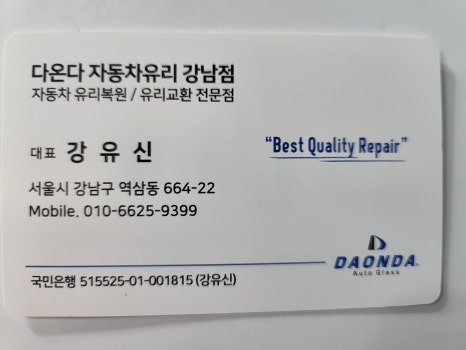 다온다 자동차유리 강남점
자동차 유리복원 / 유리교환 전문점
대표 강 유 신
"Best Quality Repair"
서울시 강남구 역삼동 664-22
Mobile. 010-6625-9399
DAONDA
Auto Glass
국민은행 515525-01-001815 (강유신)